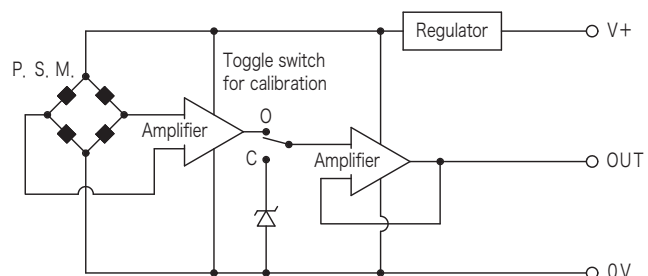 Regulator
V+
Toggle switch
for calibration
P. S. M.
O
Amplifier
C
Amplifier
OUT
0V